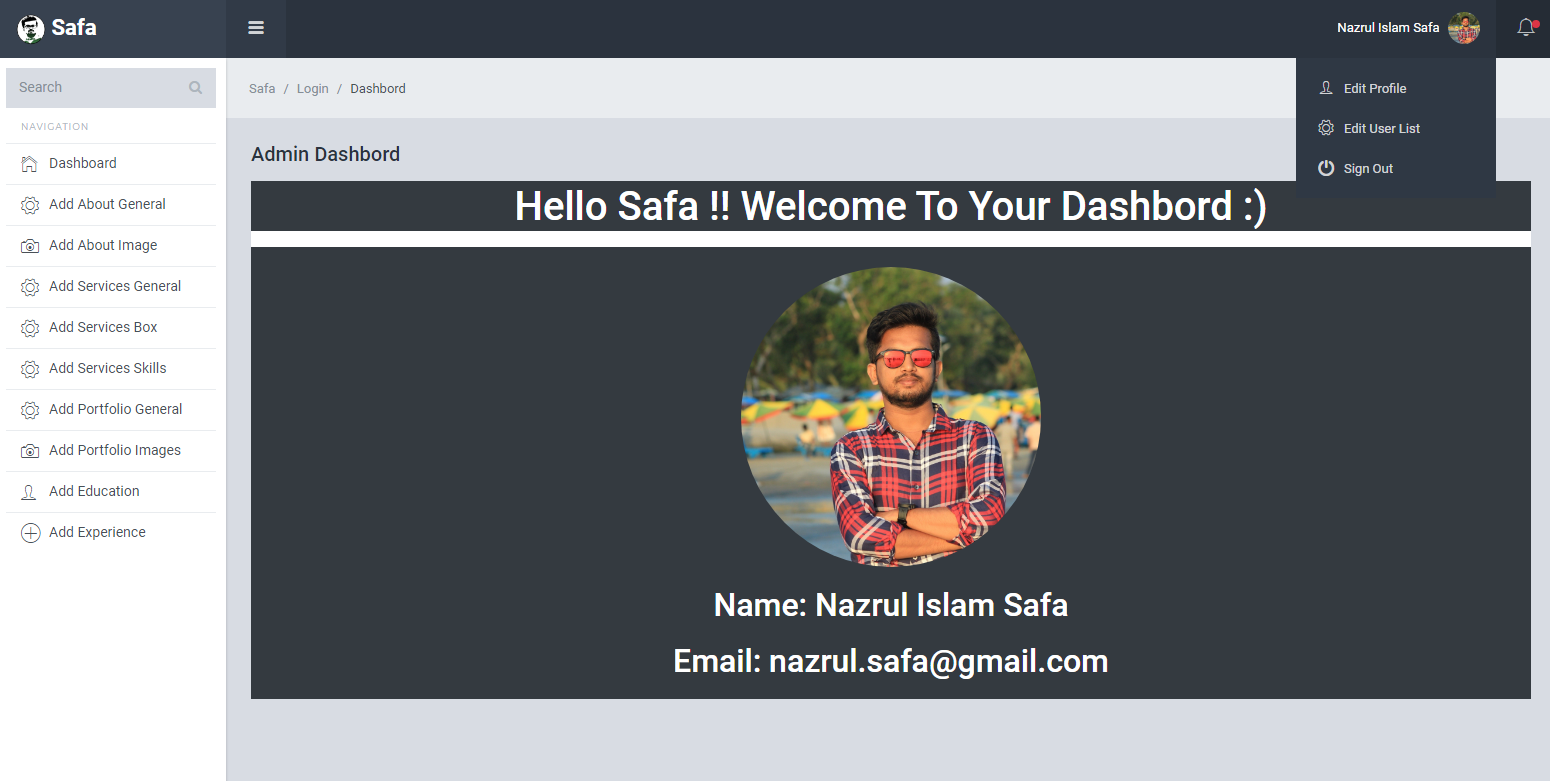 Safa
Nazrul Islam Safa
Search
NAVIGATION
Dashboard
Add About General
Add About Image
Add Services General
Add Services Box
Add Services Skills
Add Portfolio General
Add Portfolio Images
Add Education
Add Experience
Safa / Login / Dashbord
Edit Profile
Edit User List
Sign Out
Admin Dashbord
Hello Safa !! Welcome To Your Dashbord :)
Name: Nazrul Islam Safa
Email: nazrul.safa@gmail.com